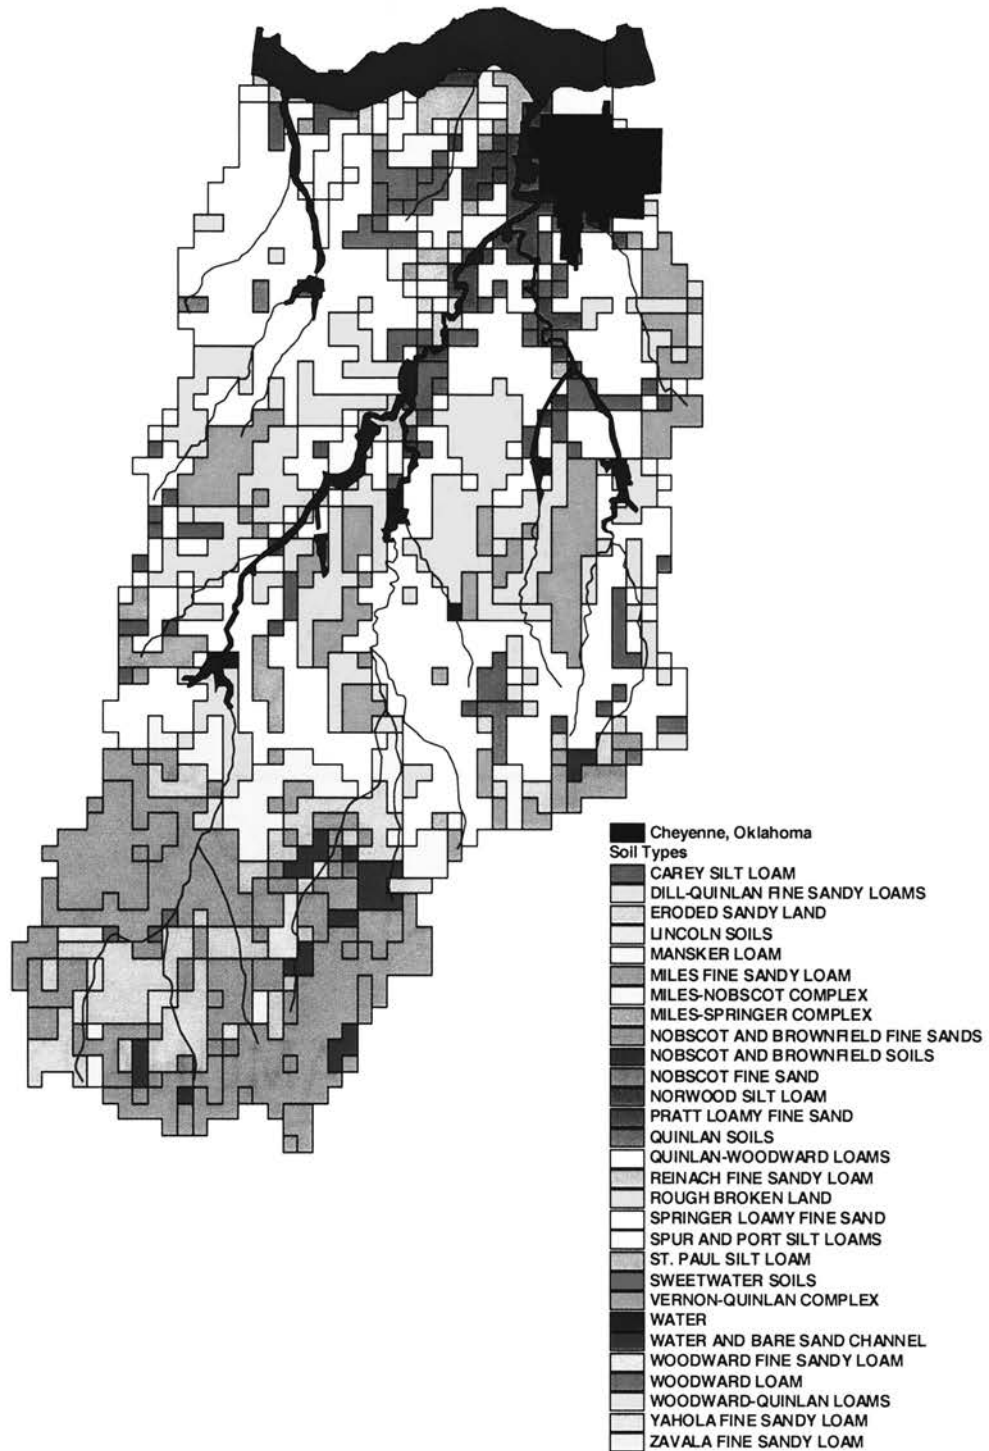 Cheyenne, Oklahoma
Soil Types
CAREY SILT LOAM
DILL-QUINLAN FINE SANDY LOAMS
ERODED SANDY LAND
LINCOLN SOILS
MANSKER LOAM
MILES FINE SANDY LOAM
MILES-NOBSCOT COMPLEX
MILES-SPRINGER COMPLEX
NOBSCOT AND BROWNFIELD FINE SANDS
NOBSCOT AND BROWNFIELD SOILS
NOBSCOT FINE SAND
NORWOOD SILT LOAM
PRATT LOAMY FINE SAND
QUINLAN SOILS
QUINLAN-WOODWARD LOAMS
REINACH FINE SANDY LOAM
ROUGH BROKEN LAND
SPRINGER LOAMY FINE SAND
SPUR AND PORT SILT LOAMS
ST. PAUL SILT LOAM
SWEETWATER SOILS
VERNON-QUINLAN COMPLEX
WATER
WATER AND BARE SAND CHANNEL
WOODWARD FINE SANDY LOAM
WOODWARD LOAM
WOODWARD-QUINLAN LOAMS
YAHOLA FINE SANDY LOAM
ZAVALA FINE SANDY LOAM